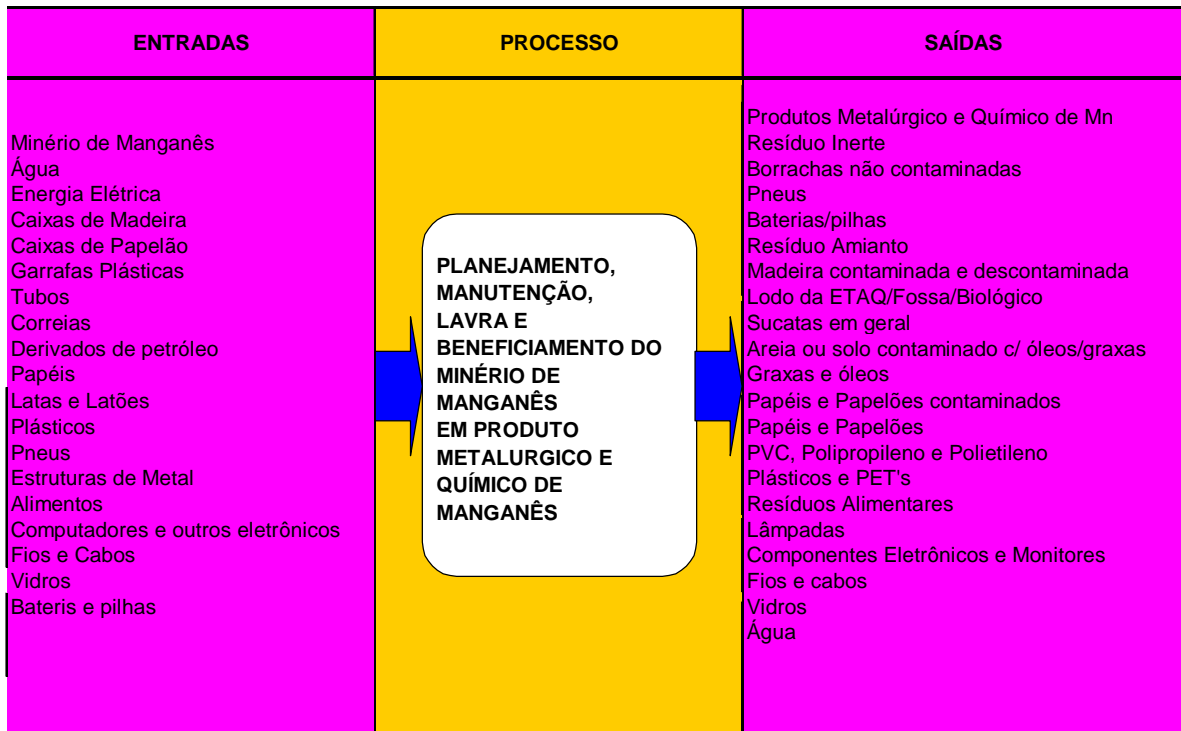 ENTRADAS
PROCESSO
SAÍDAS
Minério de Manganês
Água
Energia Elétrica
Caixas de Madeira
Caixas de Papelão
Garrafas Plásticas
Tubos
Correias
Derivados de petróleo
Papéis
Latas e Latões
Plásticos
Pneus
Estruturas de Metal
Alimentos
Computadores e outros eletrônicos
Fios e Cabos
Vidros
Bateris e pilhas
PLANEJAMENTO,
MANUTENÇÃO,
LAVRA E
BENEFICIAMENTO DO
MINÉRIO DE
MANGANÊS
EM PRODUTO
METALURGICO E
QUÍMICO DE
MANGANÊS
Produtos Metalúrgico e Químico de Mn
Resíduo Inerte
Borrachas não contaminadas
Pneus
Baterias/pilhas
Resíduo Amianto
Madeira contaminada e descontaminada
Lodo da ETAQ/Fossa/Biológico
Sucatas em geral
Areia ou solo contaminado c/ óleos/graxas
Graxas e óleos
Papéis e Papelões contaminados
Papéis e Papelões
PVC, Polipropileno e Polietileno
Plásticos e PET's
Resíduos Alimentares
Lâmpadas
Componentes Eletrônicos e Monitores
Fios e cabos
Vidros
Água